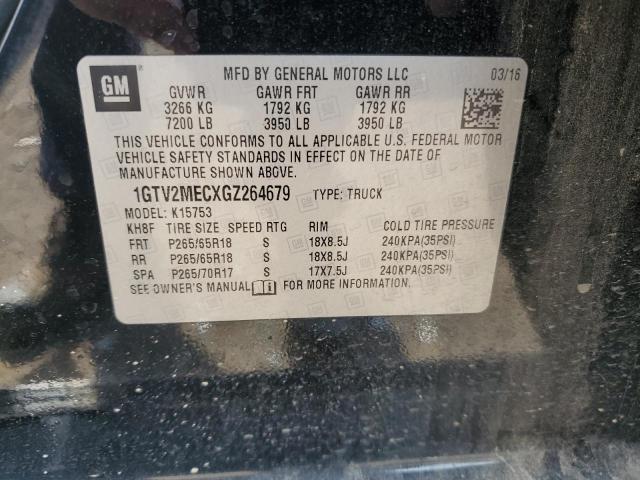 GM
MFD BY GENERAL MOTORS LLC 03/16
GVWR GAWR FRT GAWR RR
3266 KG 1792 KG 1792 KG
7200 LB 3950 LB 3950 LB
THIS VEHICLE CONFORMS TO ALL APPLICABLE U.S. FEDERAL MOTOR
VEHICLE SAFETY STANDARDS IN EFFECT ON THE DATE OF
MANUFACTURE SHOWN ABOVE.
1GTV2MECXGZ264679 TYPE: TRUCK
MODEL: K15753
KH8F TIRE SIZE SPEED RTG RIM COLD TIRE PRESSURE
FRT P265/65R18 S 18X8.5J 240KPA(35PSI)
RR P265/65R18 S 18X8.5J 240KPA(35PSI)
SPA P265/70R17 S 17X7.5J 240KPA(35PSI)
SEE OWNER'S MANUAL FOR MORE INFORMATION.